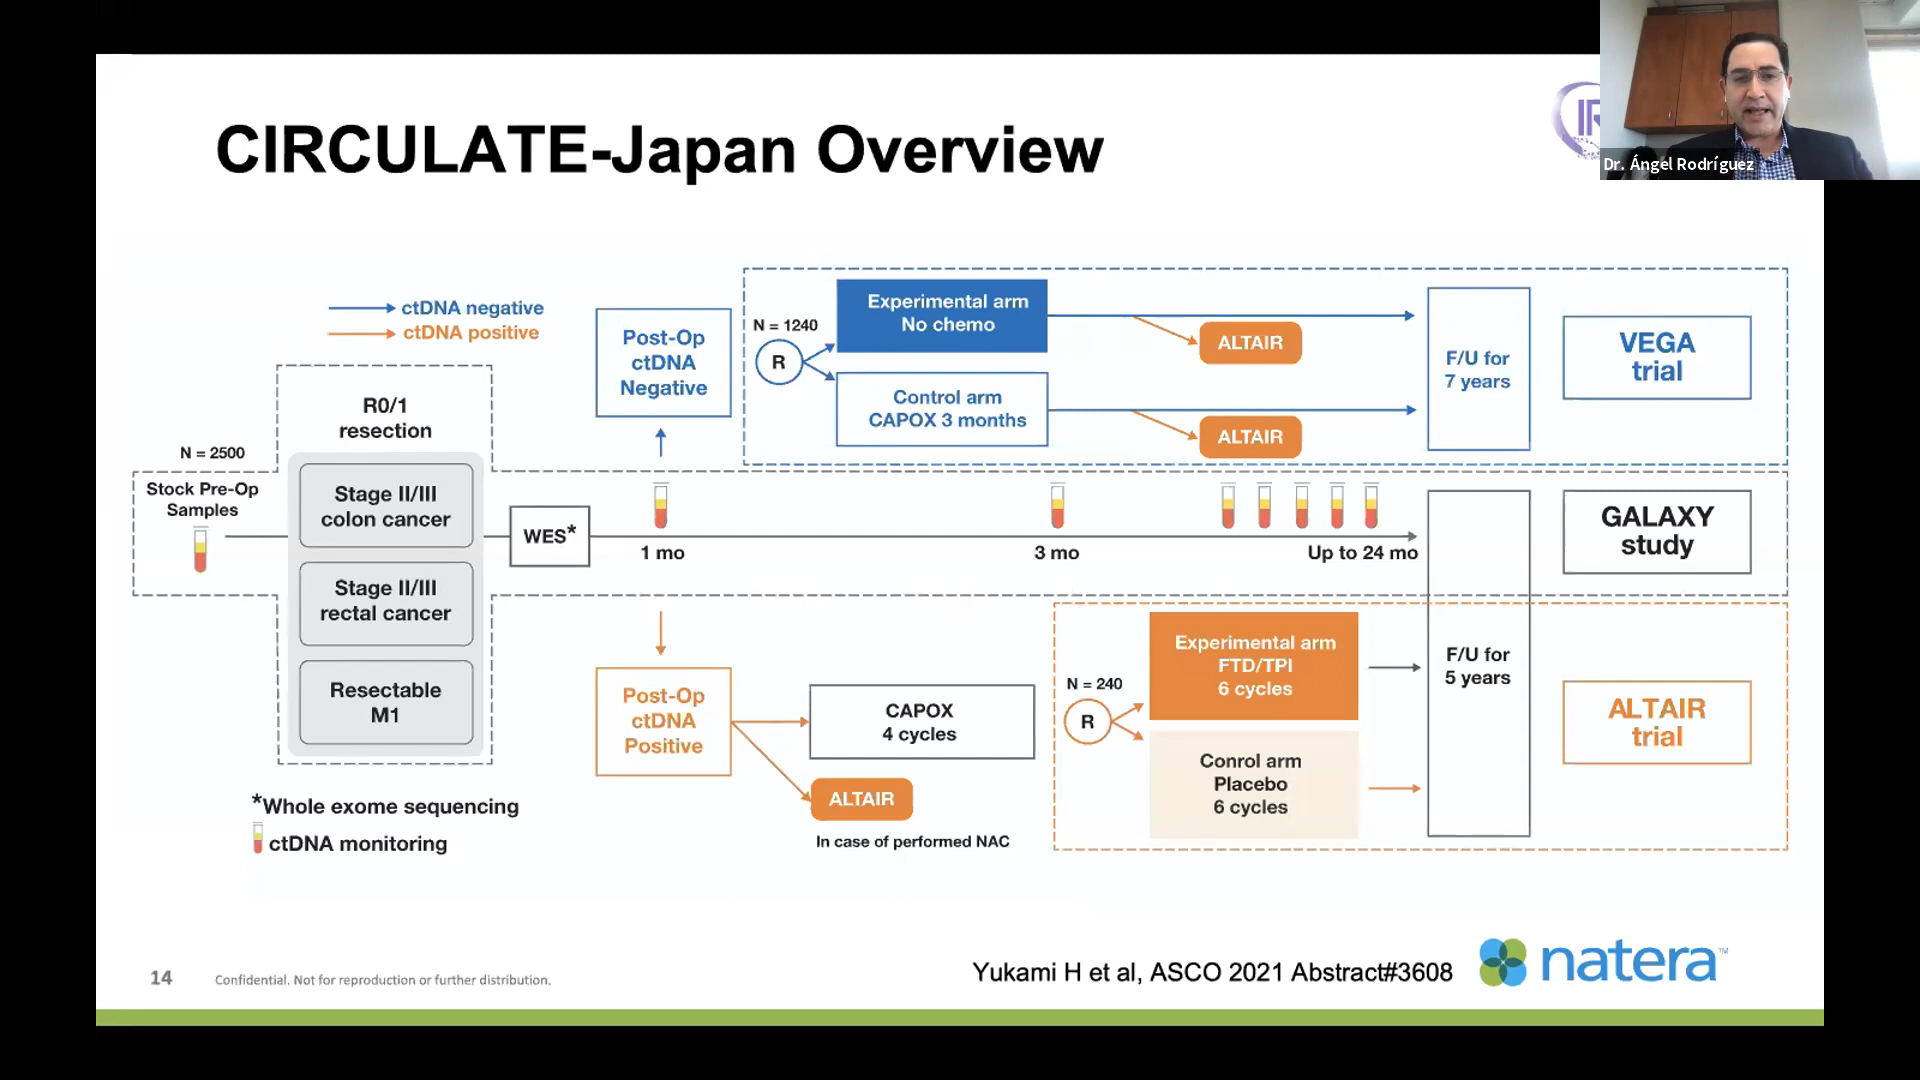 CIRCULATE-Japan Overview
Dr. Ángel Rodríguez
ctDNA negative
ctDNA positive
R0/1
resection
N = 2500
Stock Pre-Op
Samples
Stage II/III
colon cancer
Stage II/III
rectal cancer
Resectable
M1
WES*
Post-Op
ctDNA
Negative
N = 1240
R
Experimental arm
No chemo
ALTAIR
Control arm
CAPOX 3 months
ALTAIR
F/U for
7 years
VEGA
trial
1 mo
3 mo
Up to 24 mo
GALAXY
study
Post-Op
ctDNA
Positive
CAPOX
4 cycles
ALTAIR
In case of performed NAC
N = 240
R
Experimental arm
FTD/TPI
6 cycles
Conrol arm
Placebo
6 cycles
F/U for
5 years
ALTAIR
trial
*Whole exome sequencing
ctDNA monitoring
14
Confidential. Not for reproduction or further distribution.
Yukami H et al, ASCO 2021 Abstract#3608
natera™